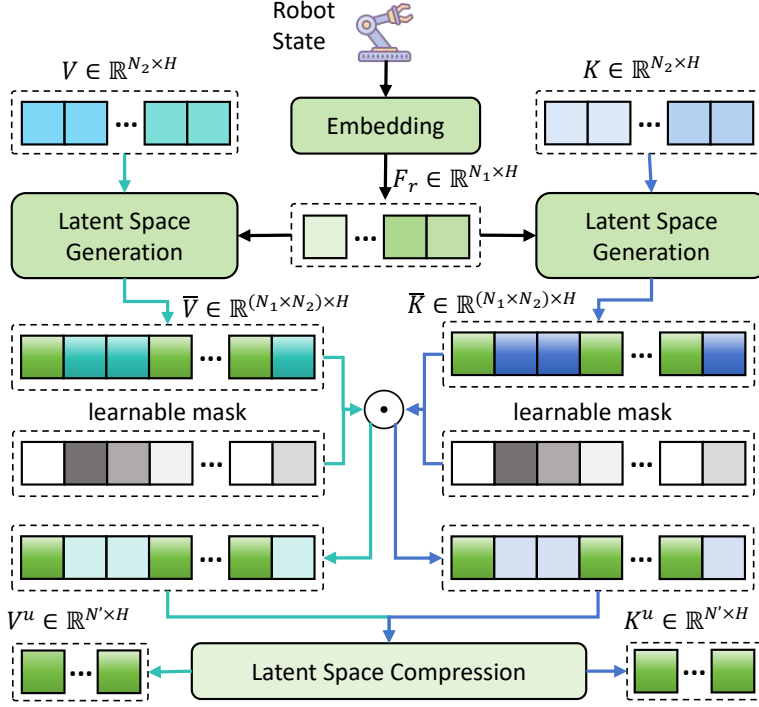 Robot
State
V ∈ ℝ^{N₂×H}
K ∈ ℝ^{N₂×H}
...
...
Embedding
F_r ∈ ℝ^{N₁×H}
Latent Space
Generation
...
Latent Space
Generation
V̅ ∈ ℝ^{(N₁×N₂)×H}
K̅ ∈ ℝ^{(N₁×N₂)×H}
...
...
learnable mask
learnable mask
...
...
...
...
V^u ∈ ℝ^{N'×H}
K^u ∈ ℝ^{N'×H}
...
Latent Space Compression
...